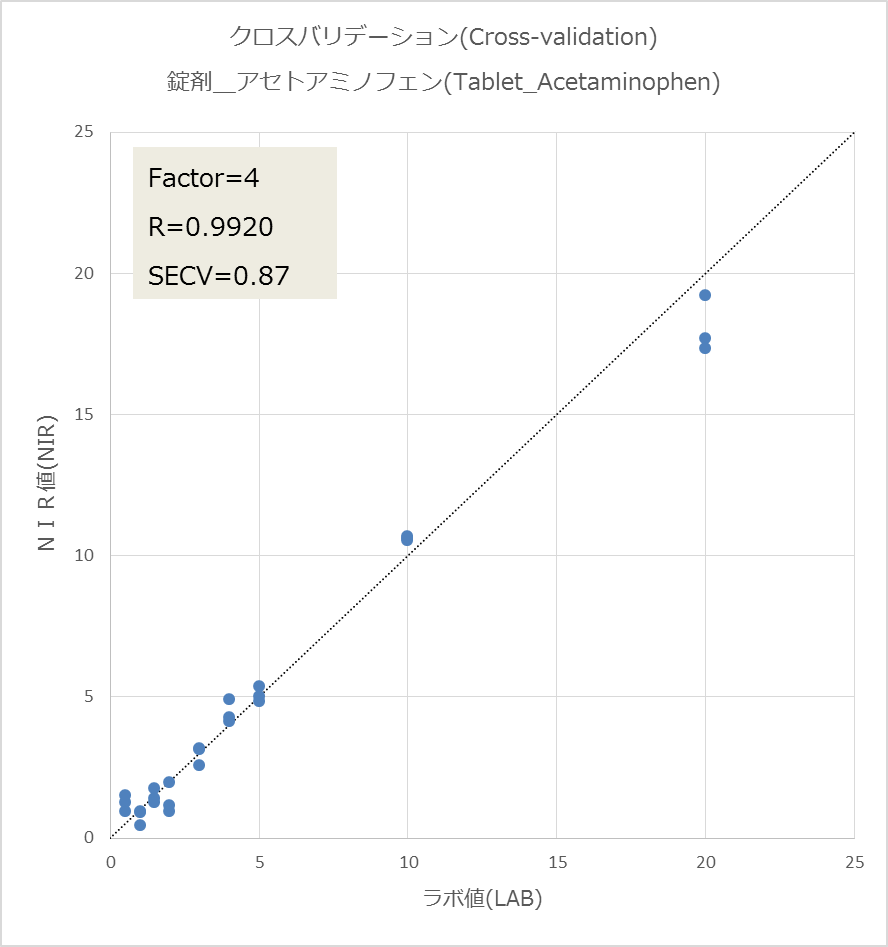 クロスバリデーション(Cross-validation)
錠剤__アセトアミノフェン(Tablet_Acetaminophen)
Factor=4
R=0.9920
SECV=0.87
ＮＩＲ値(NIR)
25
20
15
10
5
0
0 5 10 15 20 25
ラボ値(LAB)